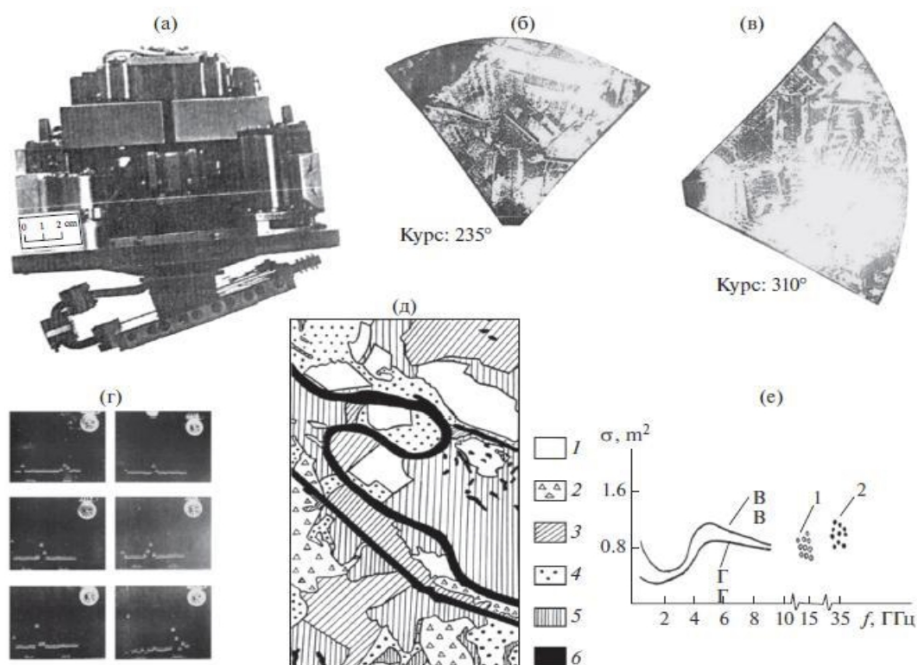 (а)
(б)
(в)
0 1 2 cm
Курс: 235°
Курс: 310°
(г)
(д)
(е)
1
2
3
4
5
6
σ, m²
1.6
0.8
В
В
Г
Г
1
2
2 4 6 8 10 15 35 f, ГГц